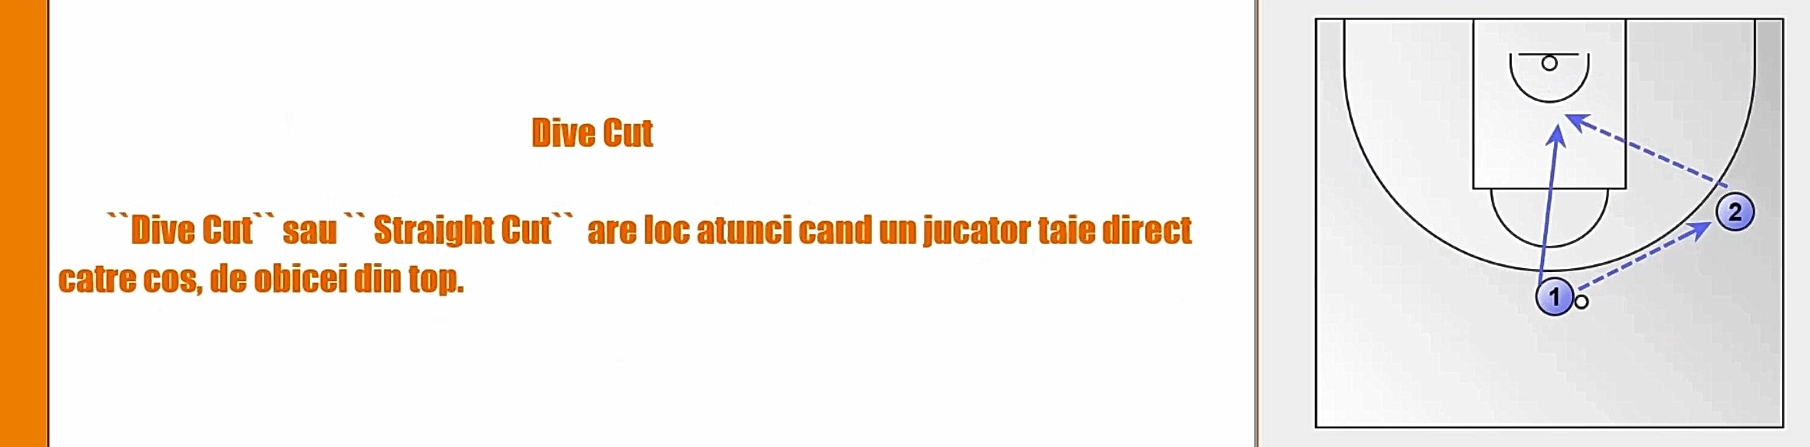 Dive Cut
``Dive Cut`` sau `` Straight Cut`` are loc atunci cand un jucator taie direct
catre cos, de obicei din top.
2
1